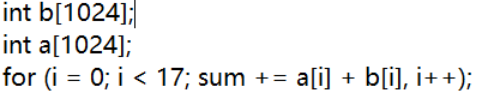 int b[1024];
int a[1024];
for (i = 0; i < 17; sum += a[i] + b[i], i++);